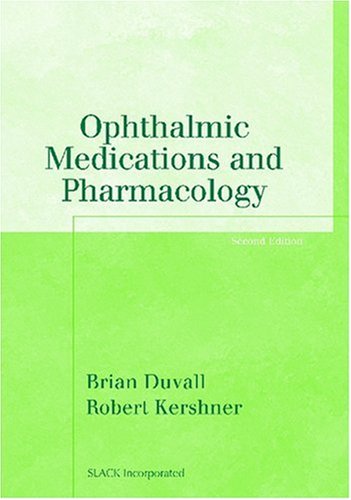 Ophthalmic
Medications and
Pharmacology
Second Edition
Brian Duvall
Robert Kershner
SLACK Incorporated